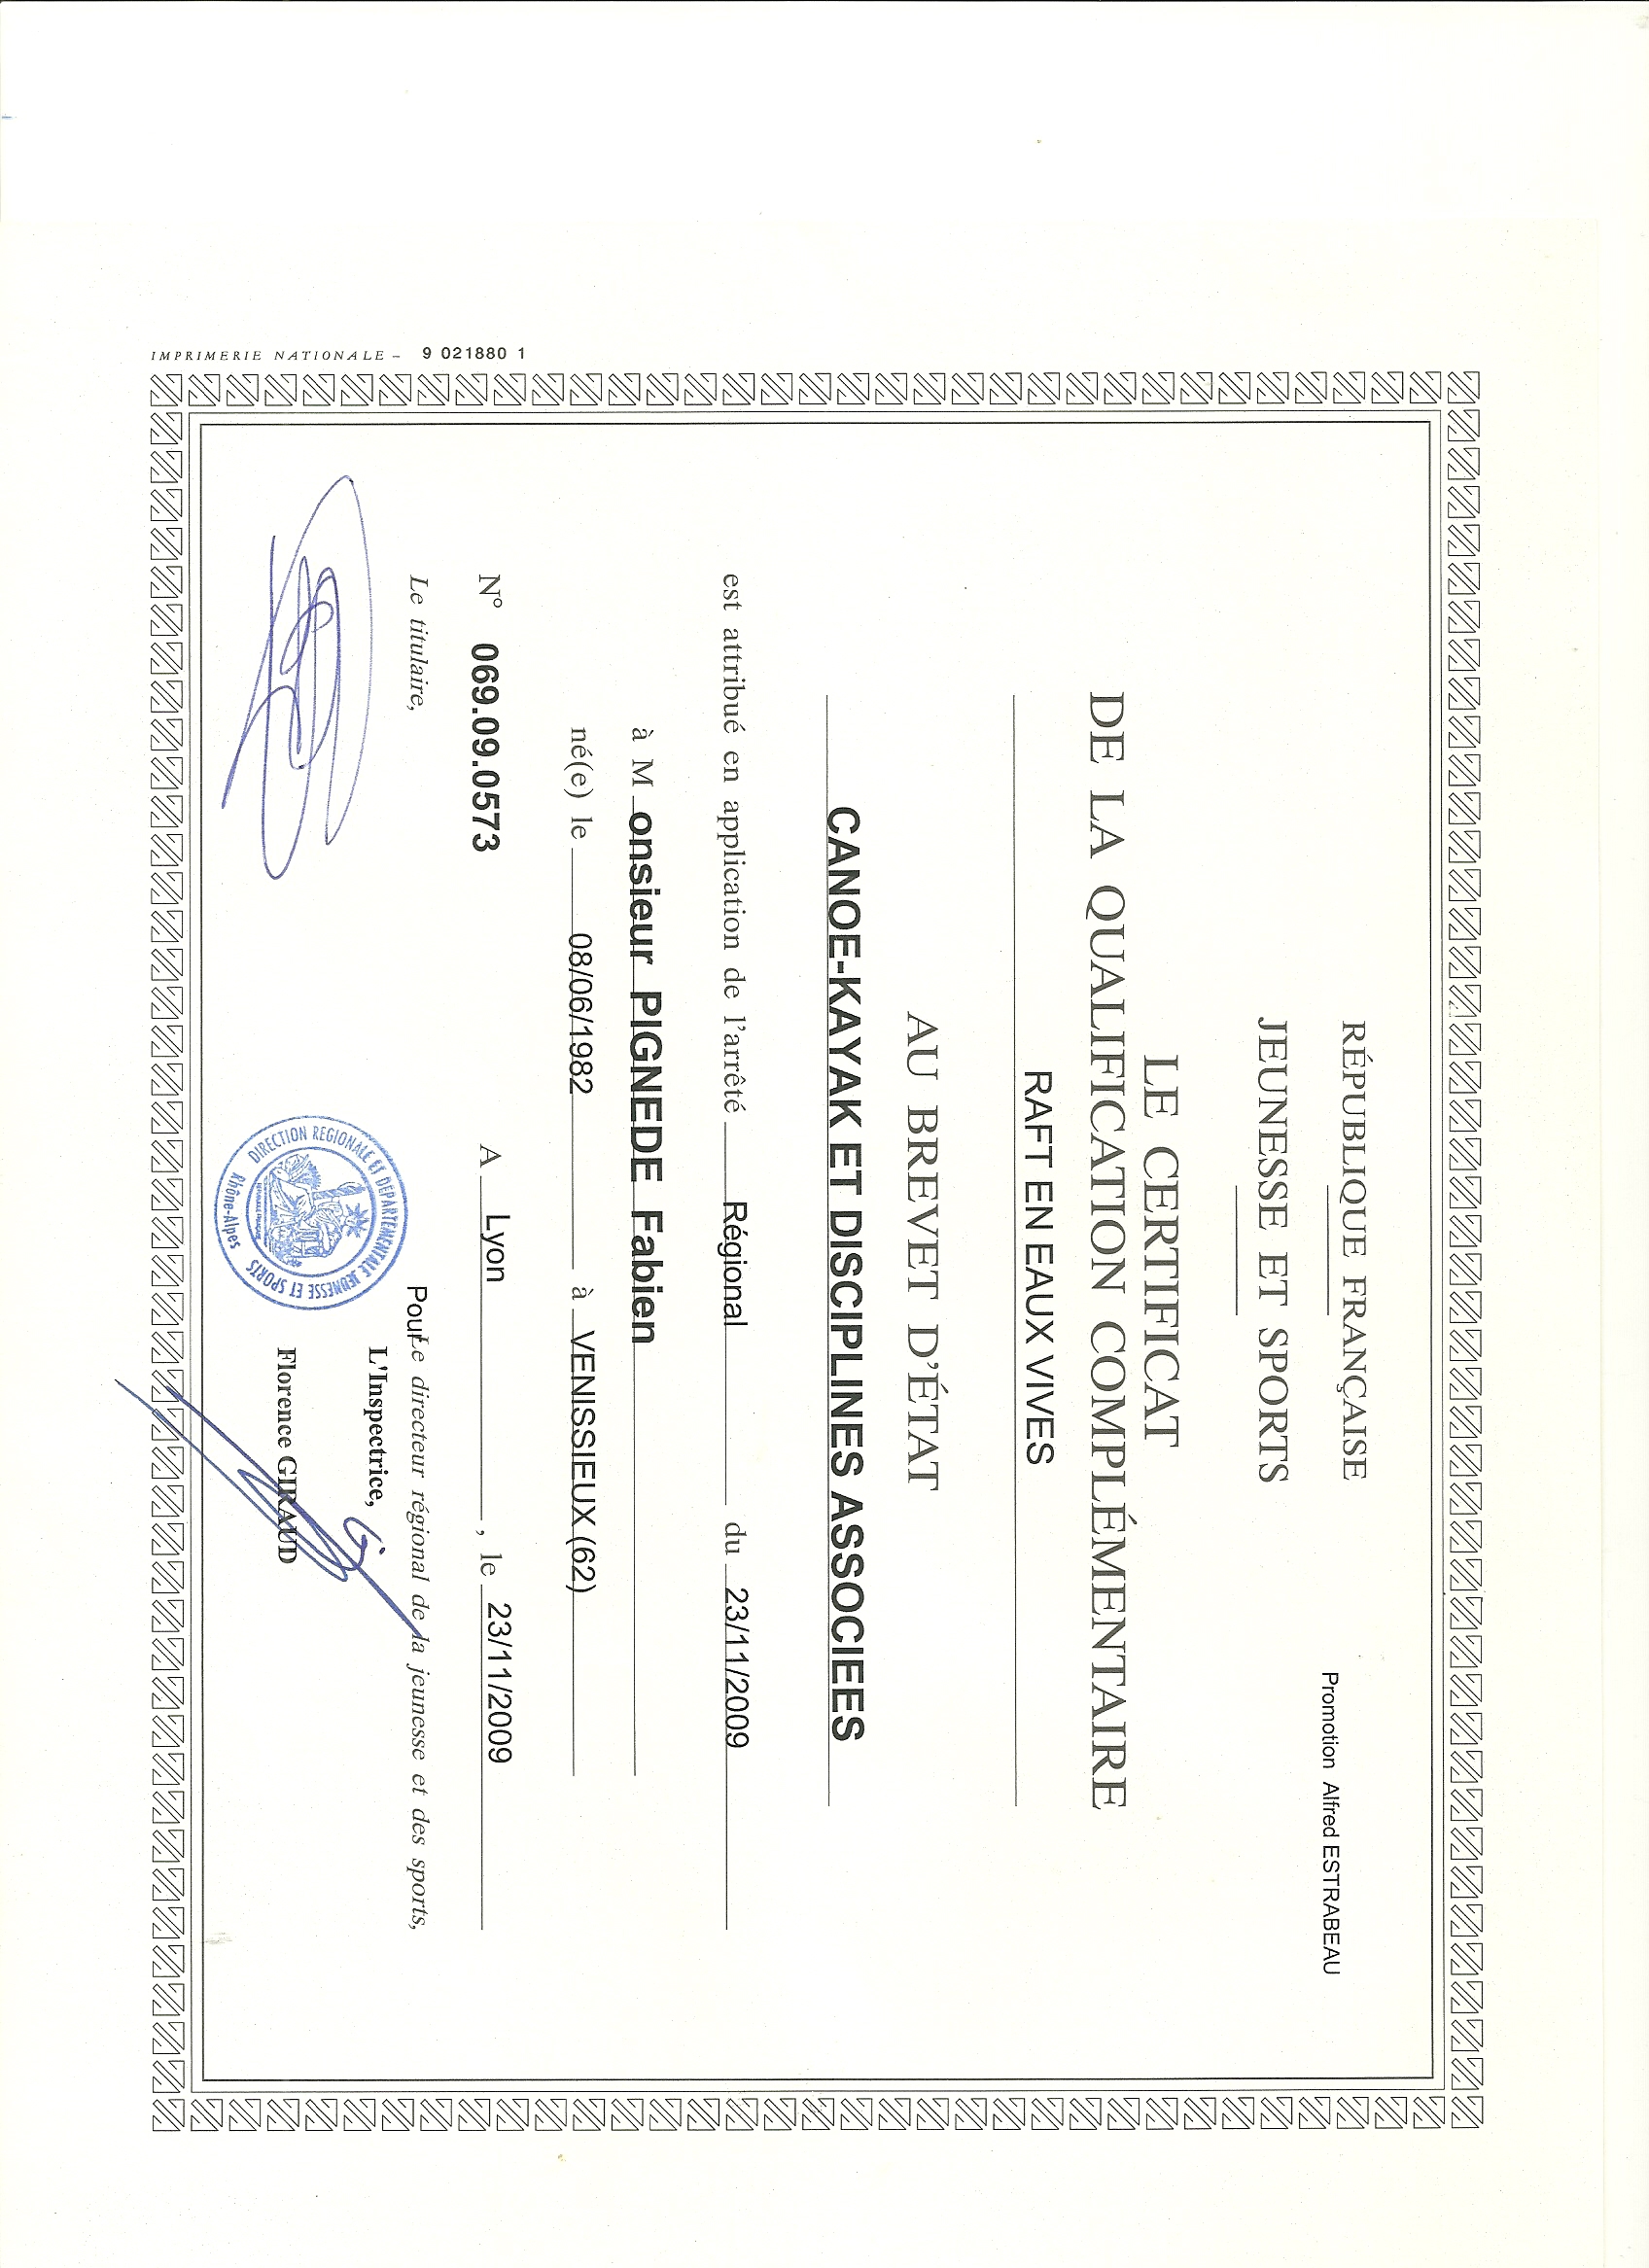 Promotion Alfred ESTRABEAU
RÉPUBLIQUE FRANÇAISE
JEUNESSE ET SPORTS
LE CERTIFICAT
DE LA QUALIFICATION COMPLÉMENTAIRE
RAFT EN EAUX VIVES
AU BREVET D'ÉTAT
CANOE-KAYAK ET DISCIPLINES ASSOCIEES
est attribué en application de l'arrêté Régional du 23/11/2009
à M onsieur PIGNEDE Fabien
né(e) le 08/06/1982 à VENISSIEUX (62)
N° 069.09.0573 A Lyon , le 23/11/2009
Le titulaire, Pour Le directeur régional de la jeunesse et des sports,
L'Inspectrice,
Florence GIRAUD
DIRECTION REGIONALE ET DEPARTEMENTALE JEUNESSE ET SPORTS
Rhône-Alpes
IMPRIMERIE NATIONALE – 9 021880 1